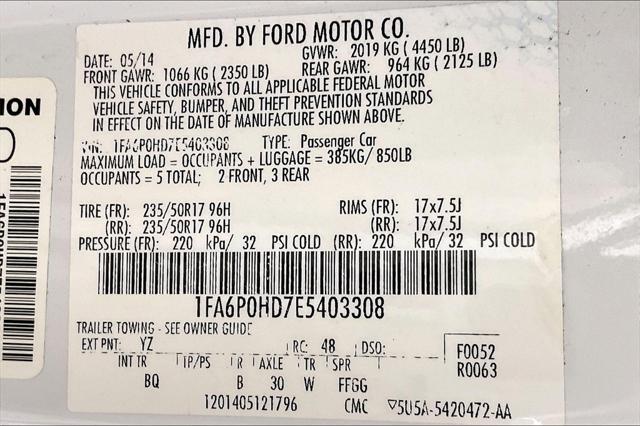 MFD. BY FORD MOTOR CO.
DATE: 05/14 GVWR: 2019 KG ( 4450 LB)
FRONT GAWR: 1066 KG ( 2350 LB) REAR GAWR: 964 KG ( 2125 LB)
THIS VEHICLE CONFORMS TO ALL APPLICABLE FEDERAL MOTOR
VEHICLE SAFETY, BUMPER, AND THEFT PREVENTION STANDARDS
IN EFFECT ON THE DATE OF MANUFACTURE SHOWN ABOVE.
VIN: 1FA6P0HD7E5403308 TYPE: Passenger Car
MAXIMUM LOAD = OCCUPANTS + LUGGAGE = 385KG/ 850LB
OCCUPANTS = 5 TOTAL; 2 FRONT, 3 REAR
TIRE (FR): 235/50R17 96H RIMS (FR): 17x7.5J
(RR): 235/50R17 96H (RR): 17x7.5J
PRESSURE (FR): 220 kPa/ 32 PSI COLD (RR): 220 kPa/ 32 PSI COLD
1FA6P0HD7E5403308
TRAILER TOWING - SEE OWNER GUIDE
EXT PNT: YZ RC: 48 DSO: F0052
R0063
INT TR TP/PS R AXLE TR SPR
BQ B 30 W FFGG
1201405121796 CMC ▽5U5A-5420472-AA